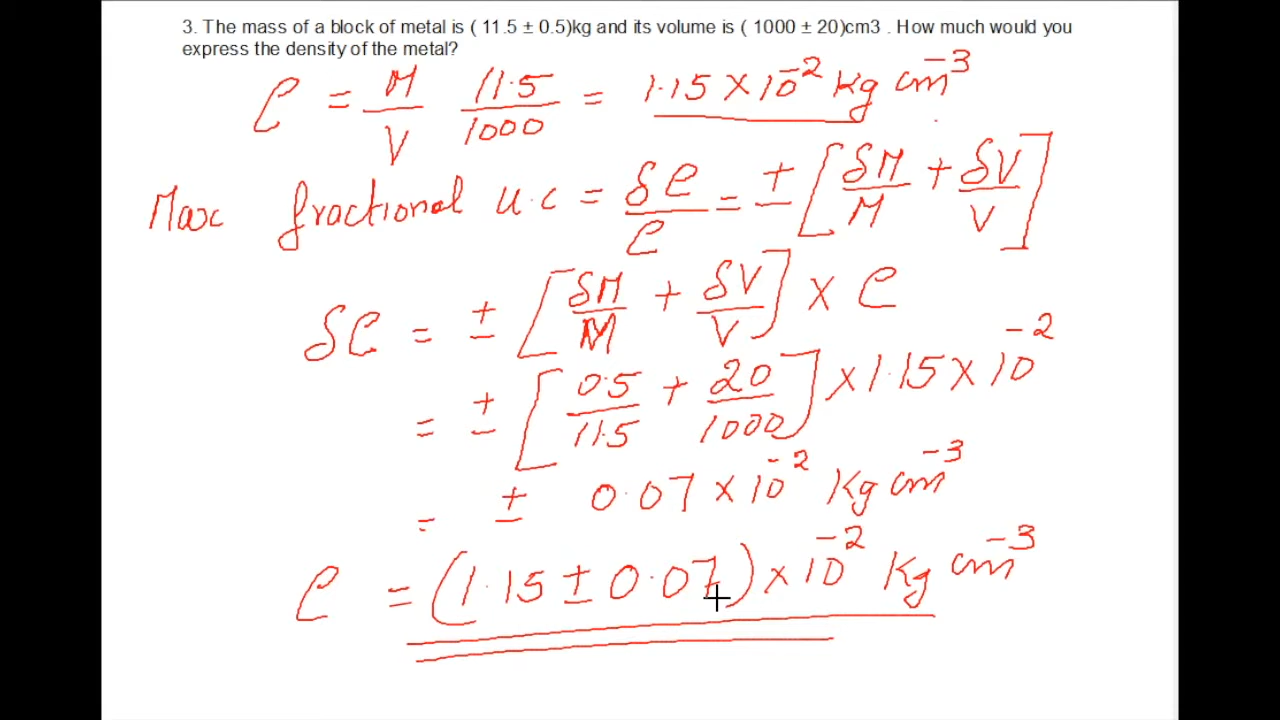 3. The mass of a block of metal is ( 11.5 ± 0.5)kg and its volume is ( 1000 ± 20)cm3 . How much would you
express the density of the metal?
ρ = M/V 11.5/1000 = 1.15 × 10⁻² Kg cm⁻³
Max fractional u.c = δρ/ρ = ± [δM/M + δV/V]
δρ = ± [δM/M + δV/V] × ρ
= ± [0.5/11.5 + 20/1000] × 1.15 × 10⁻²
= ± 0.07 × 10⁻² Kg cm⁻³
ρ = (1.15 ± 0.07) × 10⁻² Kg cm⁻³